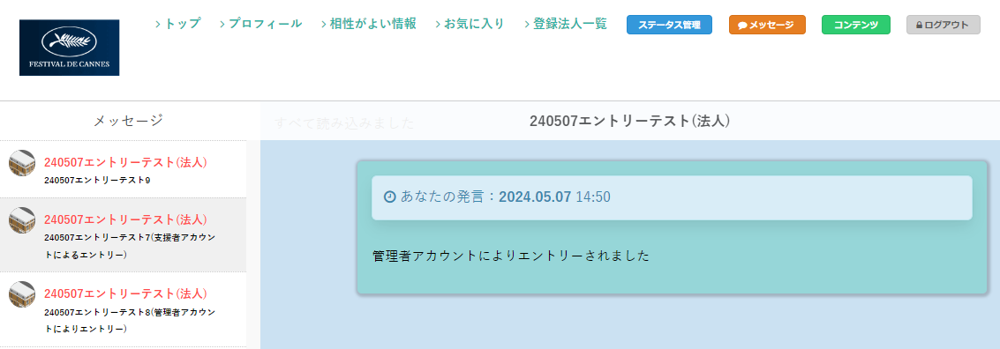 FESTIVAL DE CANNES
トップ プロフィール 相性がよい情報 お気に入り 登録法人一覧 ステータス管理 メッセージ コンテンツ ログアウト
メッセージ
すべて読み込みました
240507エントリーテスト(法人)
240507エントリーテスト(法人)
240507エントリーテスト9
240507エントリーテスト(法人)
240507エントリーテスト7(支援者アカウン
トによるエントリー)
240507エントリーテスト(法人)
240507エントリーテスト8(管理者アカウン
トによりエントリー)
あなたの発言：2024.05.07 14:50
管理者アカウントによりエントリーされました